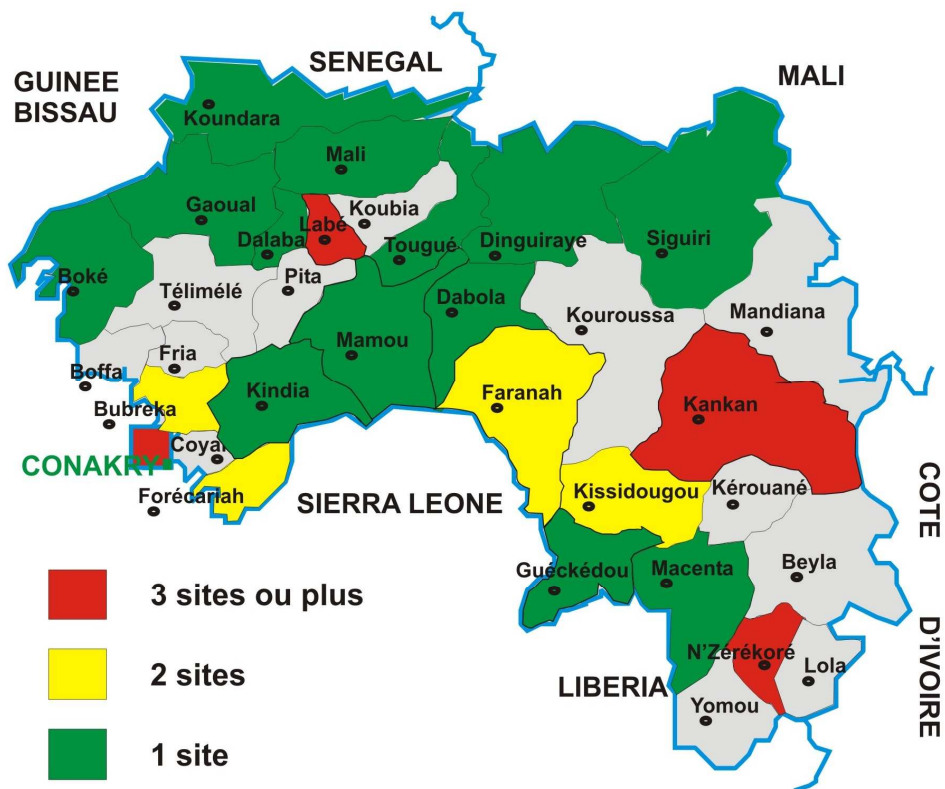 SENEGAL
GUINEE
BISSAU
MALI
Koundara
Mali
Gaoual
Koubia
Labé
Dalaba
Tougué
Dinguiraye
Siguiri
Boké
Télimélé
Pita
Dabola
Kouroussa
Mandiana
Mamou
Fria
Boffa
Kindia
Faranah
Kankan
Bubreka
Coyah
CONAKRY
Forécariah
SIERRA LEONE
Kissidougou
Kérouané
COTE
D'IVOIRE
Guéckédou
Macenta
Beyla
3 sites ou plus
N'Zérékoré
Lola
LIBERIA
Yomou
2 sites
1 site